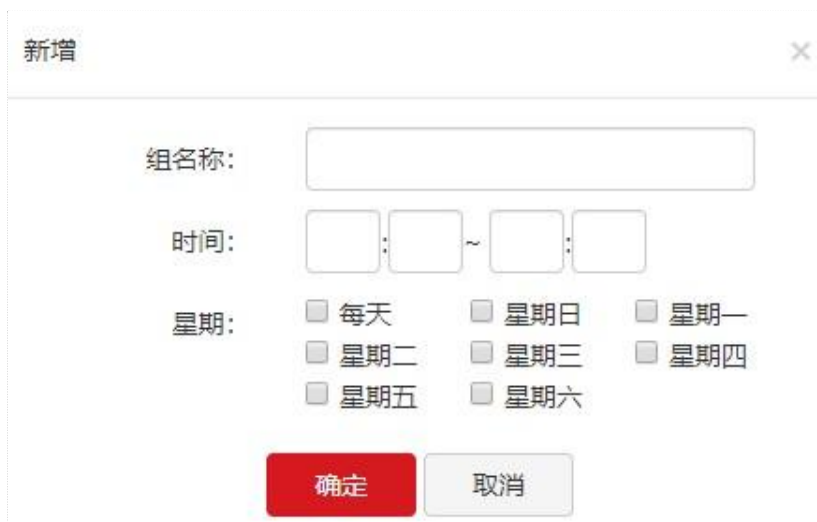 新增 ×
组名称：
时间： : ~ :
星期： 每天 星期日 星期一
星期二 星期三 星期四
星期五 星期六
确定 取消